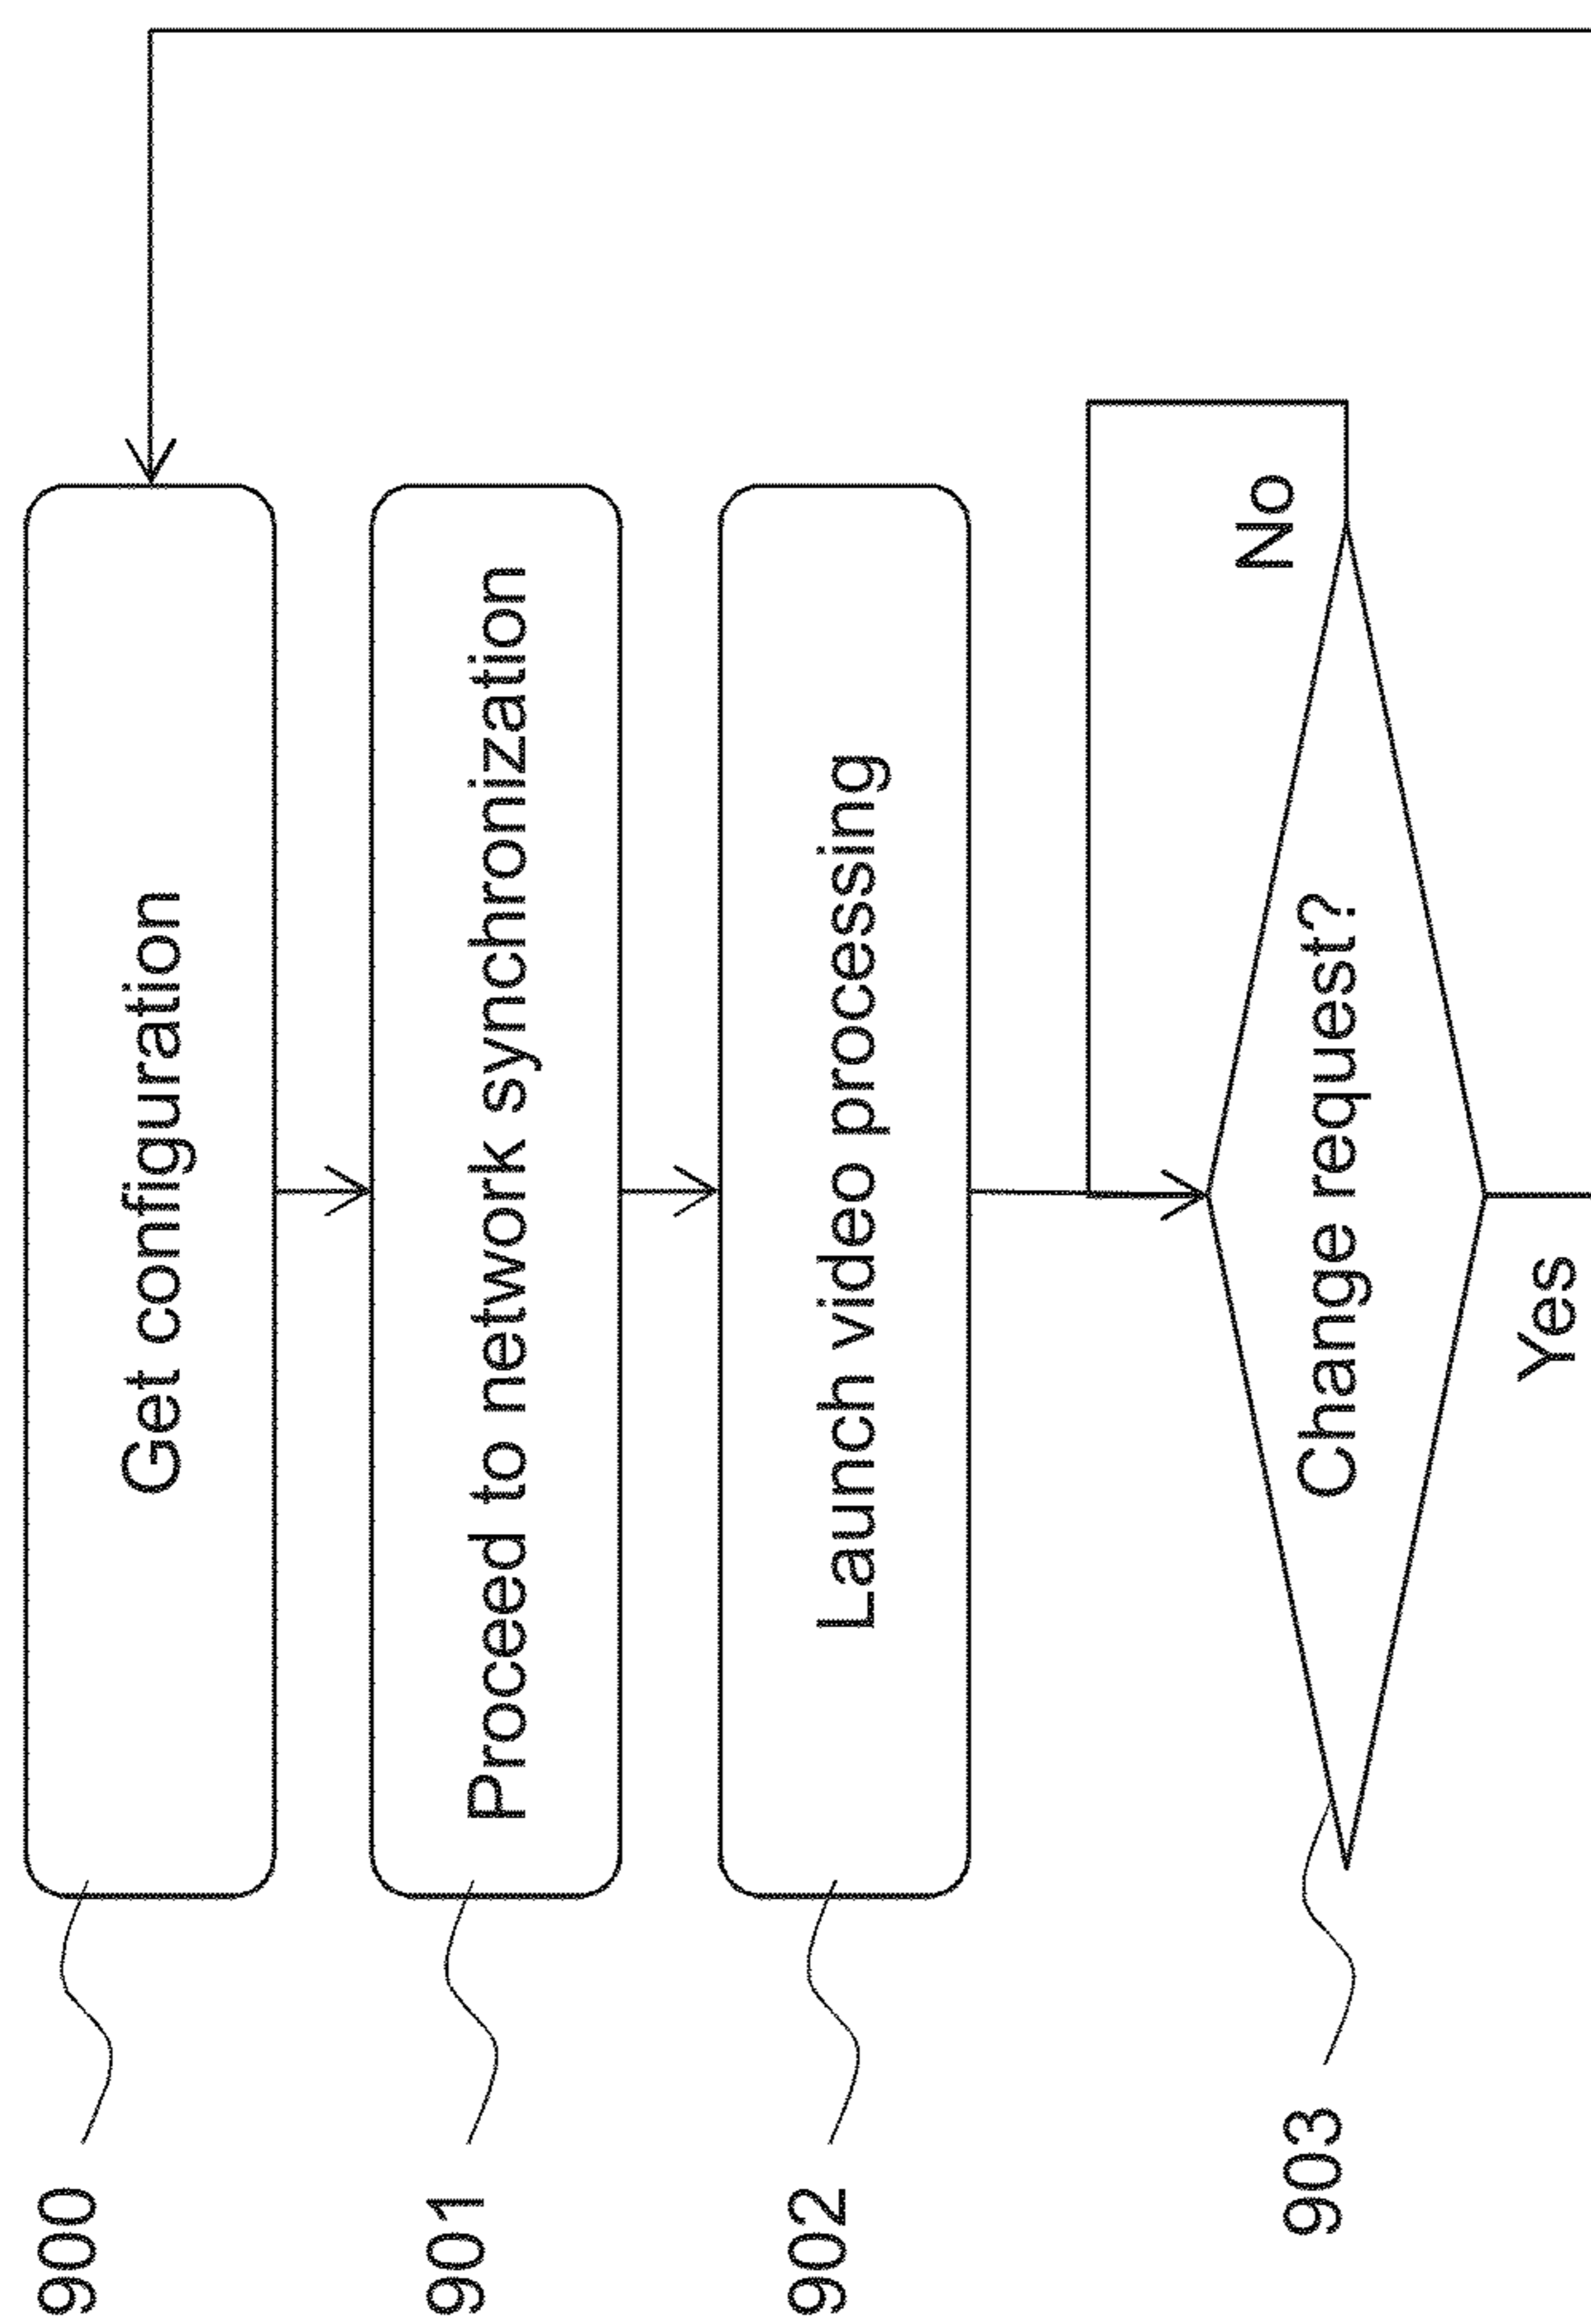 900
Get configuration
901
Proceed to network synchronization
902
Launch video processing
No
903
Change request?
Yes